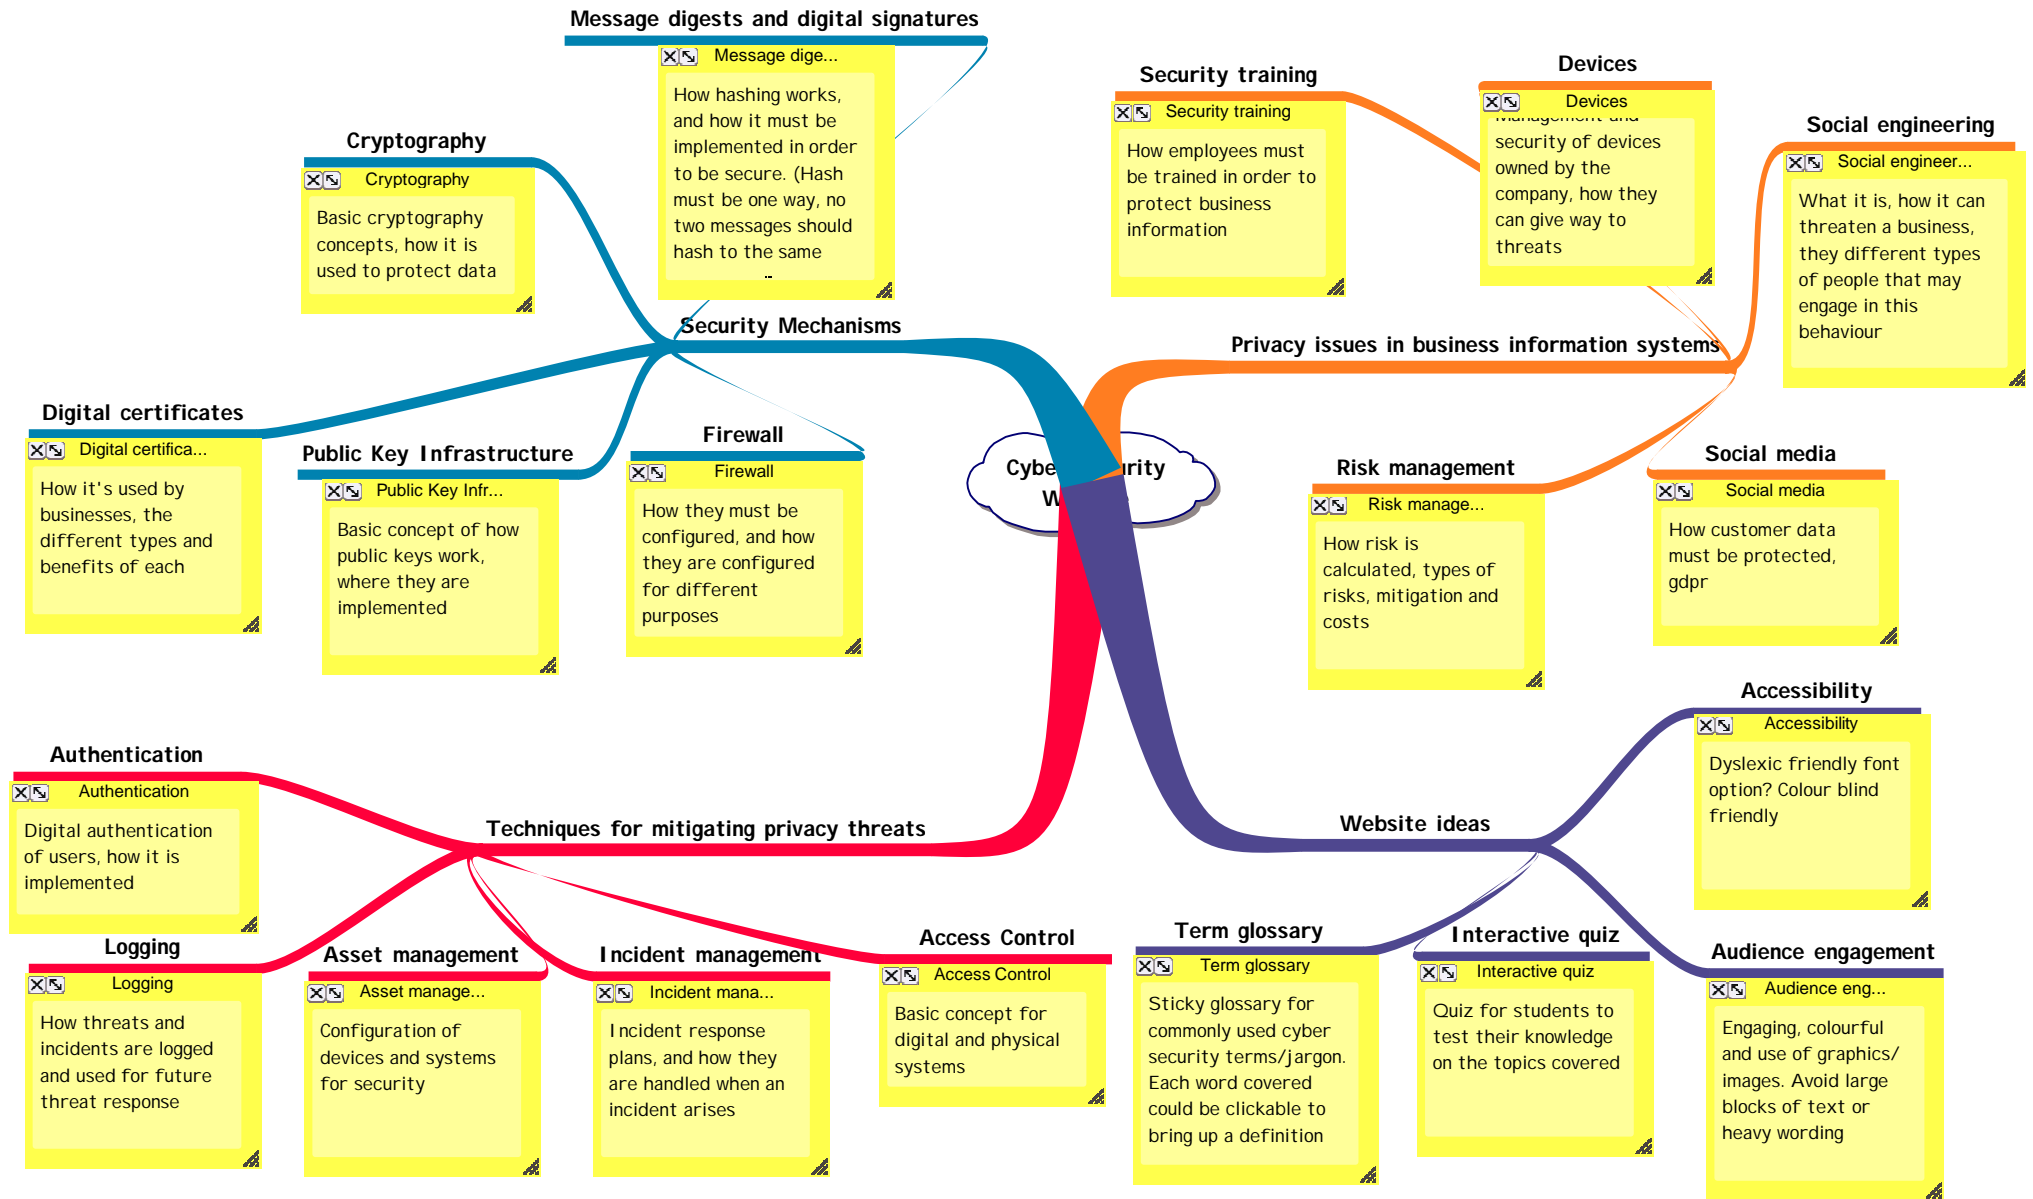 Message digests and digital signatures
Message dige...
How hashing works,
and how it must be
implemented in order
to be secure. (Hash
must be one way, no
two messages should
hash to the same
Cryptography
Cryptography
Basic cryptography
concepts, how it is
used to protect data
Security Mechanisms
Digital certificates
Digital certifica...
How it's used by
businesses, the
different types and
benefits of each
Public Key Infrastructure
Public Key Infr...
Basic concept of how
public keys work,
where they are
implemented
Firewall
Firewall
How they must be
configured, and how
they are configured
for different
purposes
Security training
Security training
How employees must
be trained in order to
protect business
information
Devices
Devices
Management and
security of devices
owned by the
company, how they
can give way to
threats
Social engineering
Social engineer...
What it is, how it can
threaten a business,
they different types
of people that may
engage in this
behaviour
Privacy issues in business information systems
Risk management
Risk manage...
How risk is
calculated, types of
risks, mitigation and
costs
Social media
Social media
How customer data
must be protected,
gdpr
Authentication
Authentication
Digital authentication
of users, how it is
implemented
Techniques for mitigating privacy threats
Logging
Logging
How threats and
incidents are logged
and used for future
threat response
Asset management
Asset manage...
Configuration of
devices and systems
for security
Incident management
Incident mana...
Incident response
plans, and how they
are handled when an
incident arises
Access Control
Access Control
Basic concept for
digital and physical
systems
Website ideas
Accessibility
Accessibility
Dyslexic friendly font
option? Colour blind
friendly
Term glossary
Term glossary
Sticky glossary for
commonly used cyber
security terms/jargon.
Each word covered
could be clickable to
bring up a definition
Interactive quiz
Interactive quiz
Quiz for students to
test their knowledge
on the topics covered
Audience engagement
Audience eng...
Engaging, colourful
and use of graphics/
images. Avoid large
blocks of text or
heavy wording